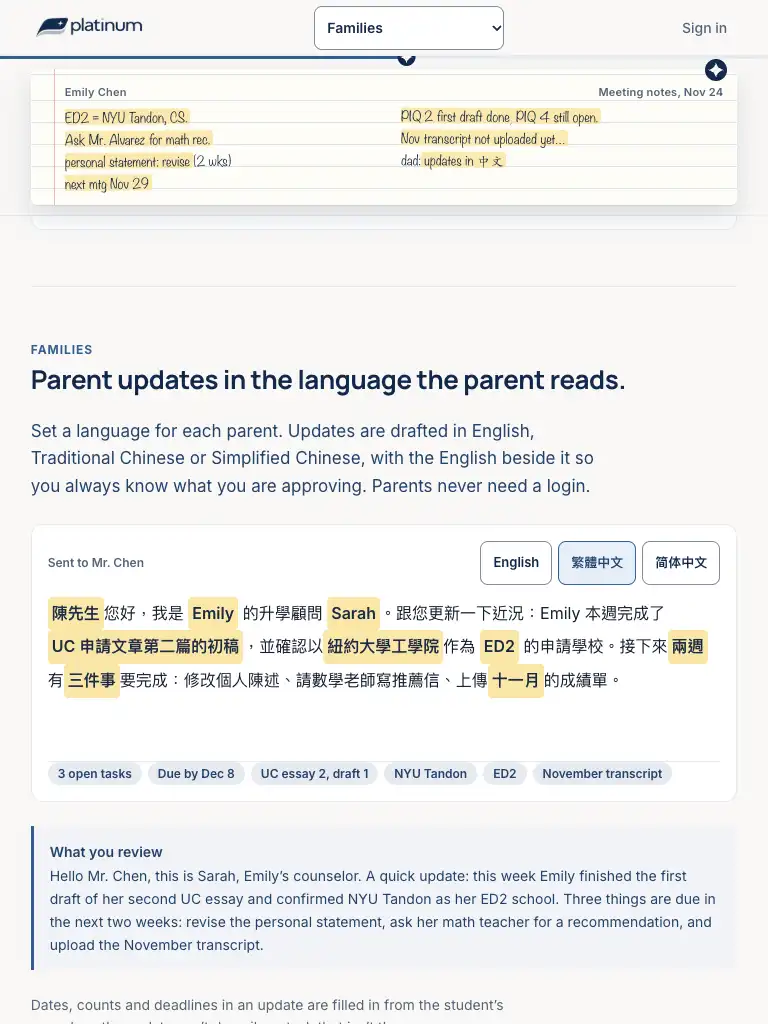 platinum
Families
Sign in
Emily Chen
Meeting notes, Nov 24
ED2 = NYU Tandon, CS.
Ask Mr. Alvarez for math rec.
personal statement: revise (2 wks)
next mtg Nov 29
PIQ 2 first draft done, PIQ 4 still open.
Nov transcript not uploaded yet...
dad: updates in 中文
FAMILIES
Parent updates in the language the parent reads.
Set a language for each parent. Updates are drafted in English,
Traditional Chinese or Simplified Chinese, with the English beside it so
you always know what you are approving. Parents never need a login.
Sent to Mr. Chen
English
繁體中文
简体中文
陳先生您好，我是 Emily 的升學顧問 Sarah。跟您更新一下近況：Emily 本週完成了
UC 申請文章第二篇的初稿，並確認以紐約大學工學院作為 ED2 的申請學校。接下來兩週
有三件事要完成：修改個人陳述、請數學老師寫推薦信、上傳十一月的成績單。
3 open tasks
Due by Dec 8
UC essay 2, draft 1
NYU Tandon
ED2
November transcript
What you review
Hello Mr. Chen, this is Sarah, Emily’s counselor. A quick update: this week Emily finished the first
draft of her second UC essay and confirmed NYU Tandon as her ED2 school. Three things are due in
the next two weeks: revise the personal statement, ask her math teacher for a recommendation, and
upload the November transcript.
Dates, counts and deadlines in an update are filled in from the student’s